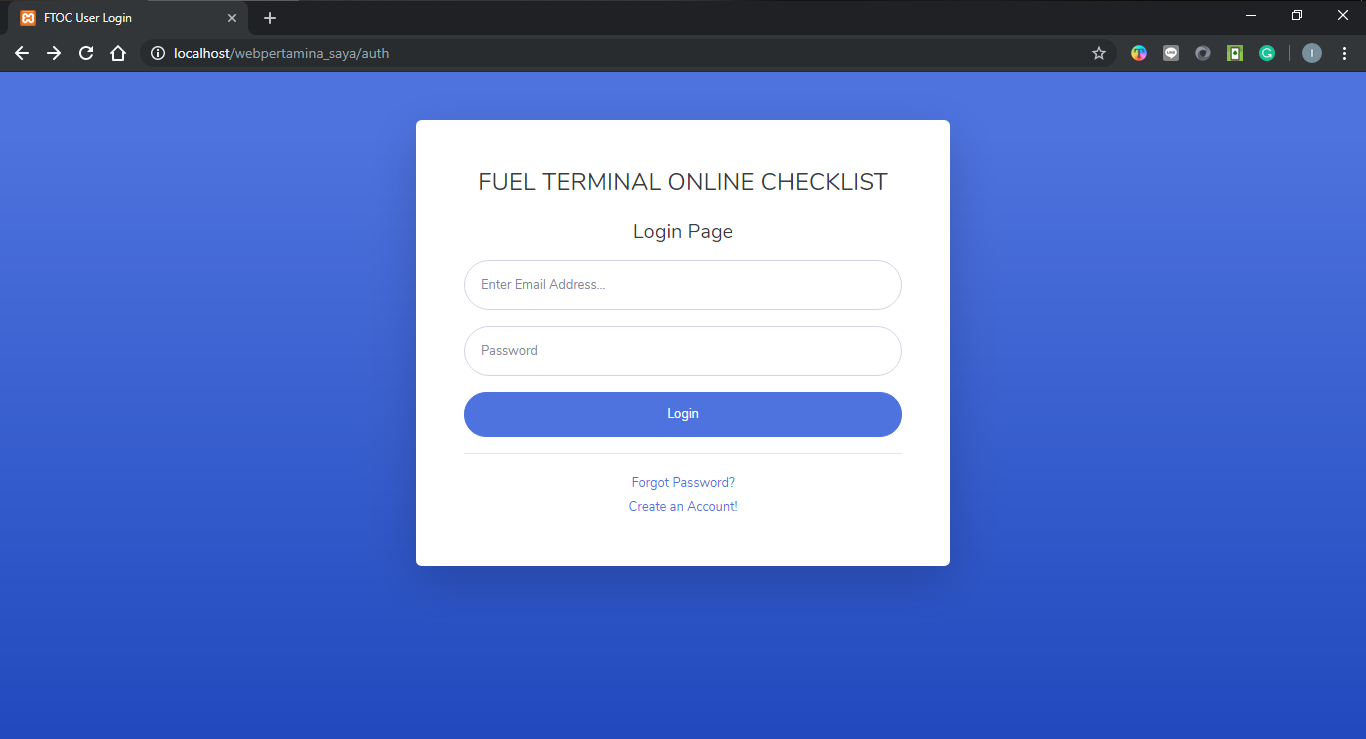 FTOC User Login
localhost/webpertamina_saya/auth
I
FUEL TERMINAL ONLINE CHECKLIST
Login Page
Enter Email Address...
Password
Login
Forgot Password?
Create an Account!